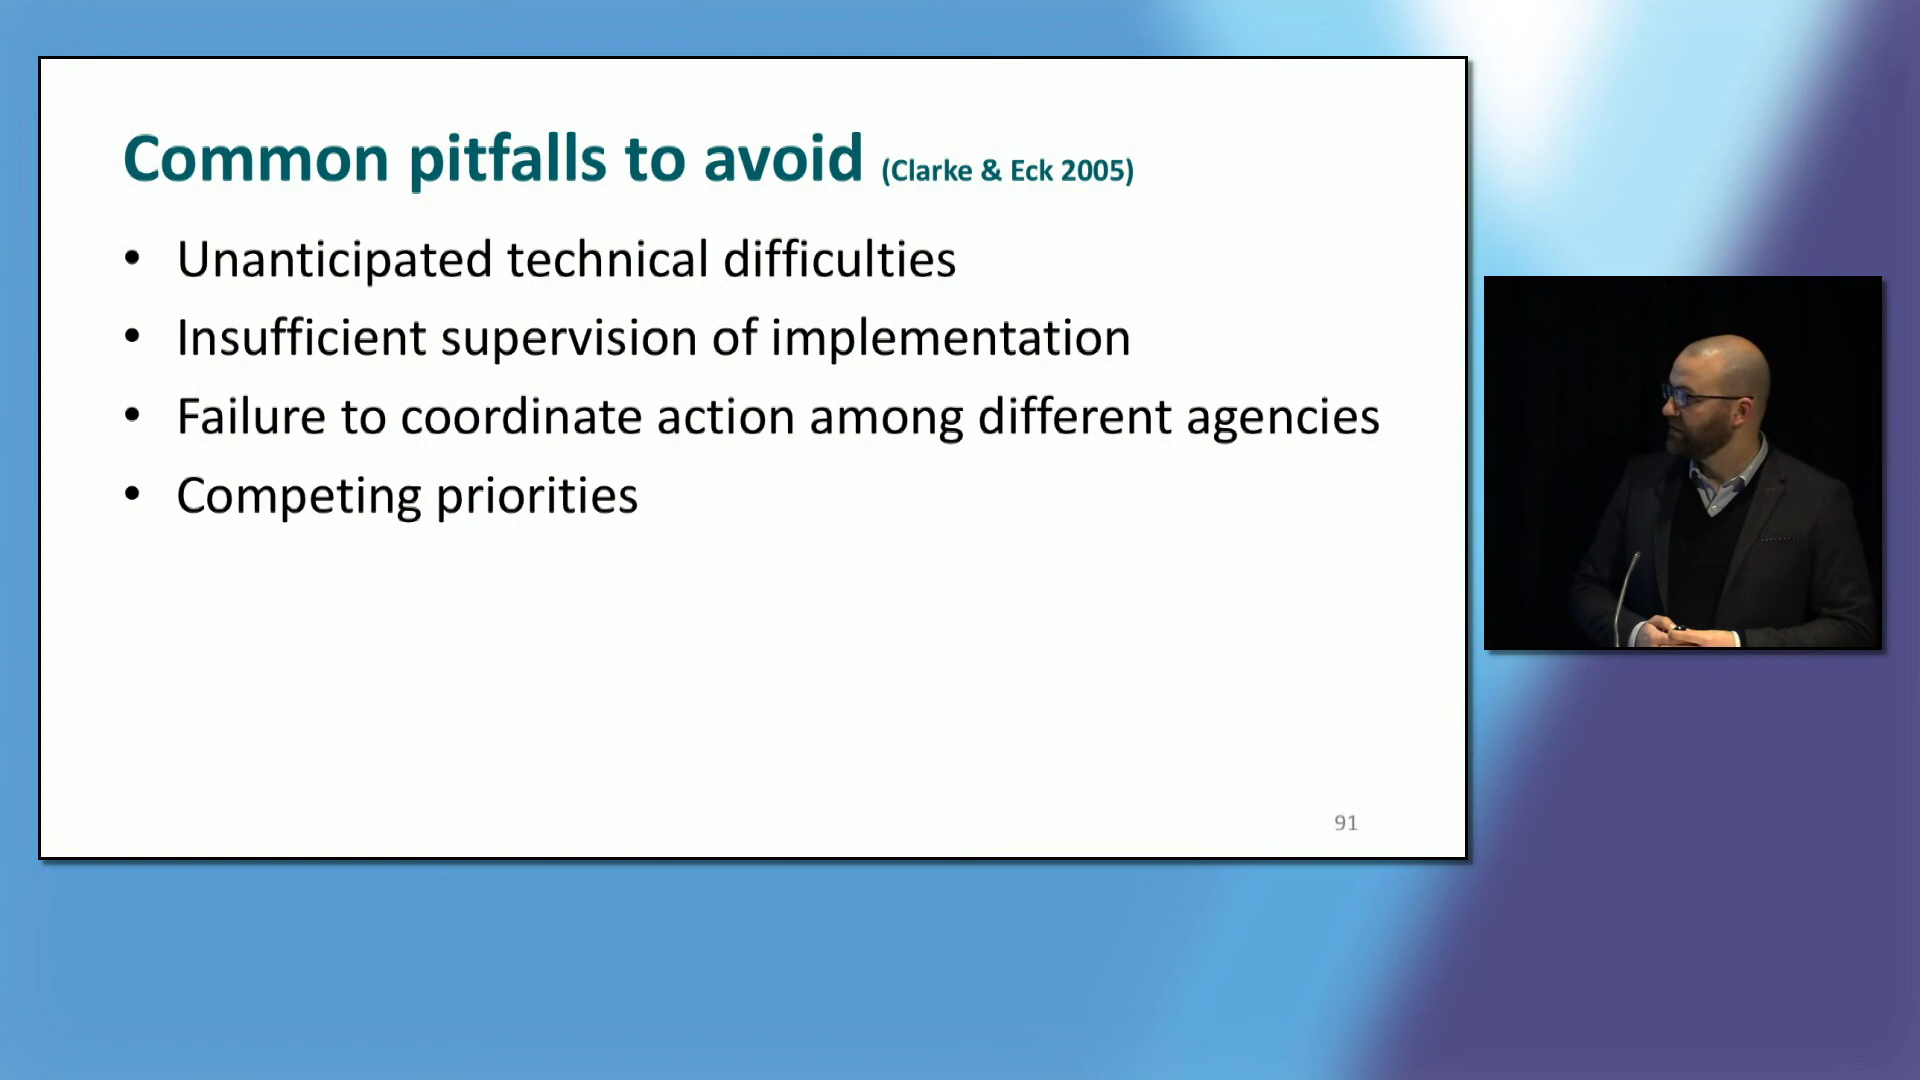 Common pitfalls to avoid (Clarke & Eck 2005)
• Unanticipated technical difficulties
• Insufficient supervision of implementation
• Failure to coordinate action among different agencies
• Competing priorities
91